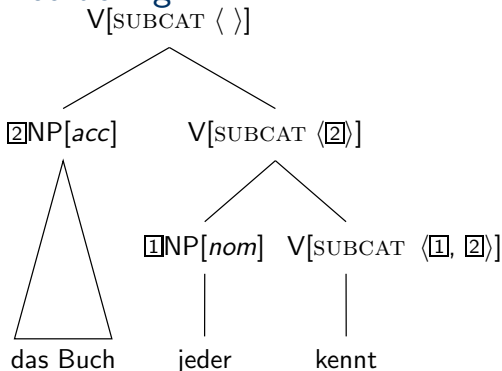 V[SUBCAT ⟨ ⟩]
2NP[acc] V[SUBCAT ⟨2⟩]
1NP[nom] V[SUBCAT ⟨1, 2⟩]
das Buch jeder kennt